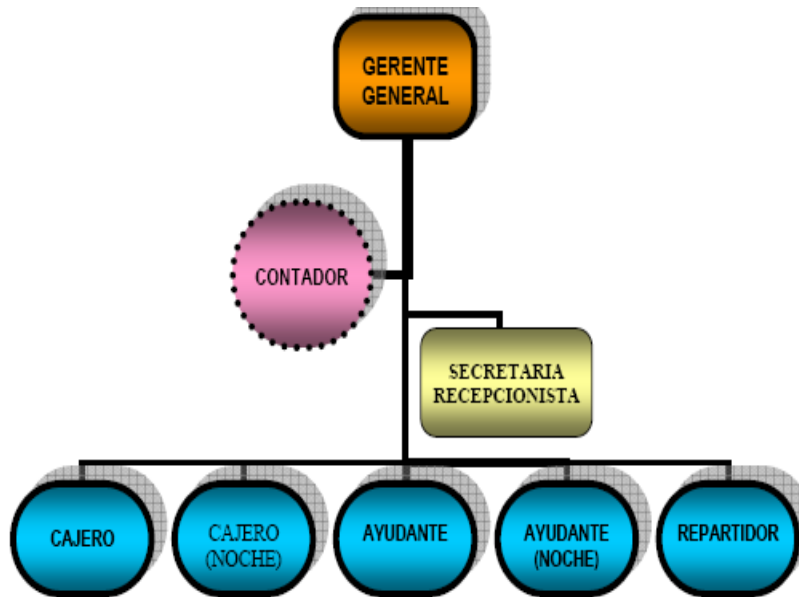 GERENTE
GENERAL
CONTADOR
SECRETARIA
RECEPCIONISTA
CAJERO
CAJERO
(NOCHE)
AYUDANTE
AYUDANTE
(NOCHE)
REPARTIDOR